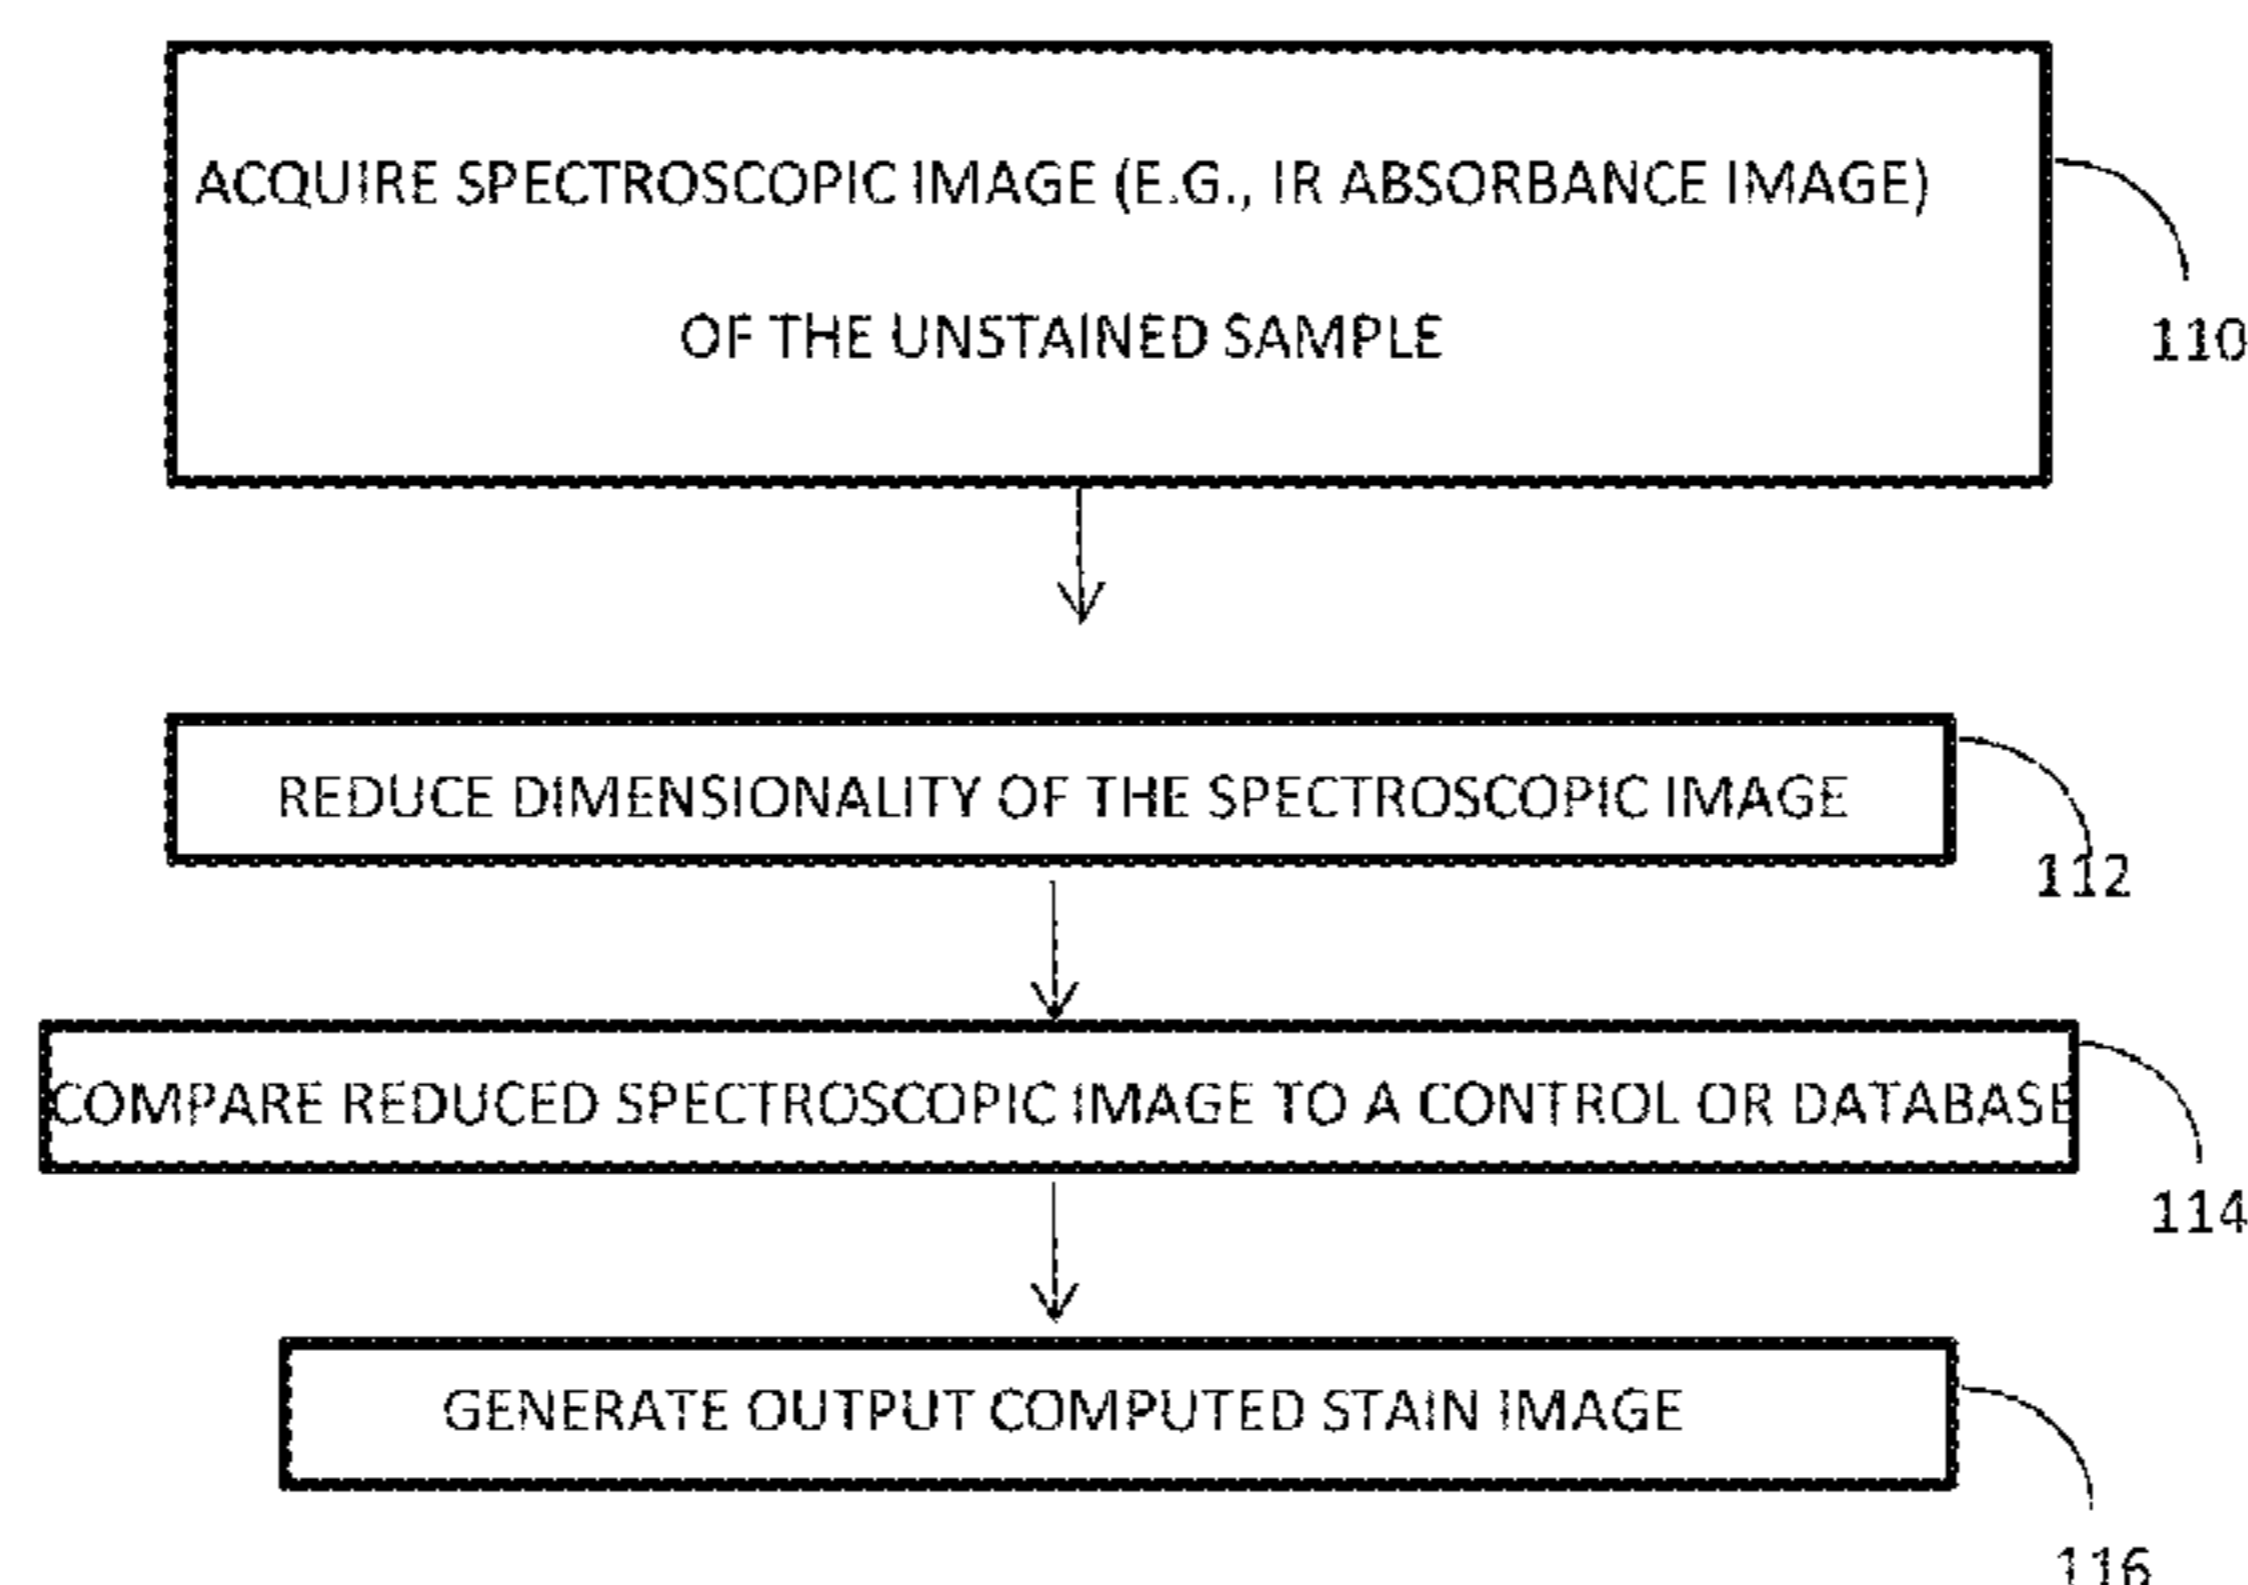 ACQUIRE SPECTROSCOPIC IMAGE (E.G., IR ABSORBANCE IMAGE)
OF THE UNSTAINED SAMPLE
110
REDUCE DIMENSIONALITY OF THE SPECTROSCOPIC IMAGE
112
COMPARE REDUCED SPECTROSCOPIC IMAGE TO A CONTROL OR DATABASE
114
GENERATE OUTPUT COMPUTED STAIN IMAGE
116